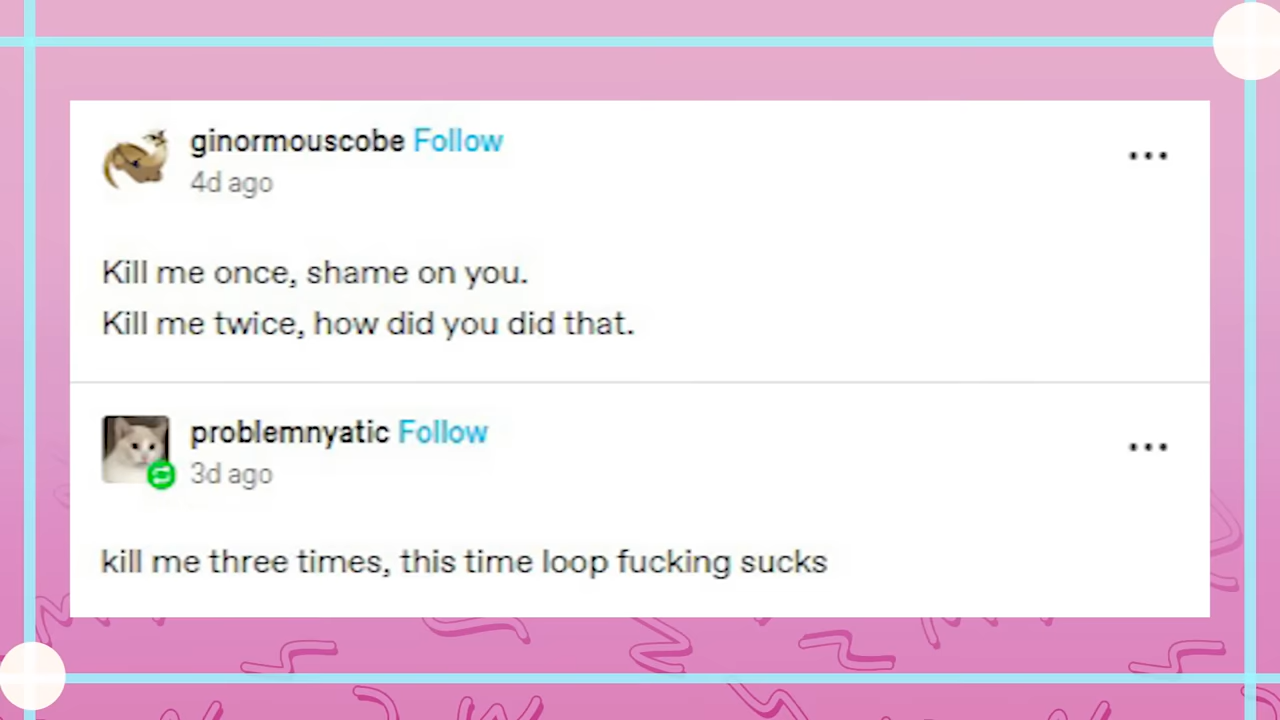 ginormouscobe Follow
4d ago
Kill me once, shame on you.
Kill me twice, how did you did that.
problemnyatic Follow
3d ago
kill me three times, this time loop fucking sucks